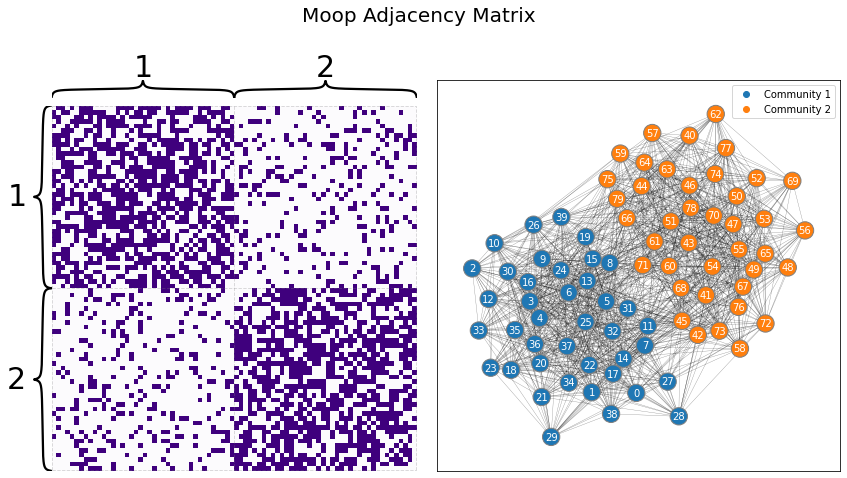 Moop Adjacency Matrix
1 2
1
2
Community 1
Community 2
62
57 40
77
59 64
63 74
75 44 46 52 69
79 78 50
39 66 51 70 47 53
26 56
19 61 43
10 55 65
9 15 8
2 30 24 71 60 54 49 48
16 13
6 68 67
12 3 5 41
31 76
4 25 45 72
33 35 32 11 42 73
36 37 7 58
14
23 18 20 22
17
34 27
21 1 0
38 28
29